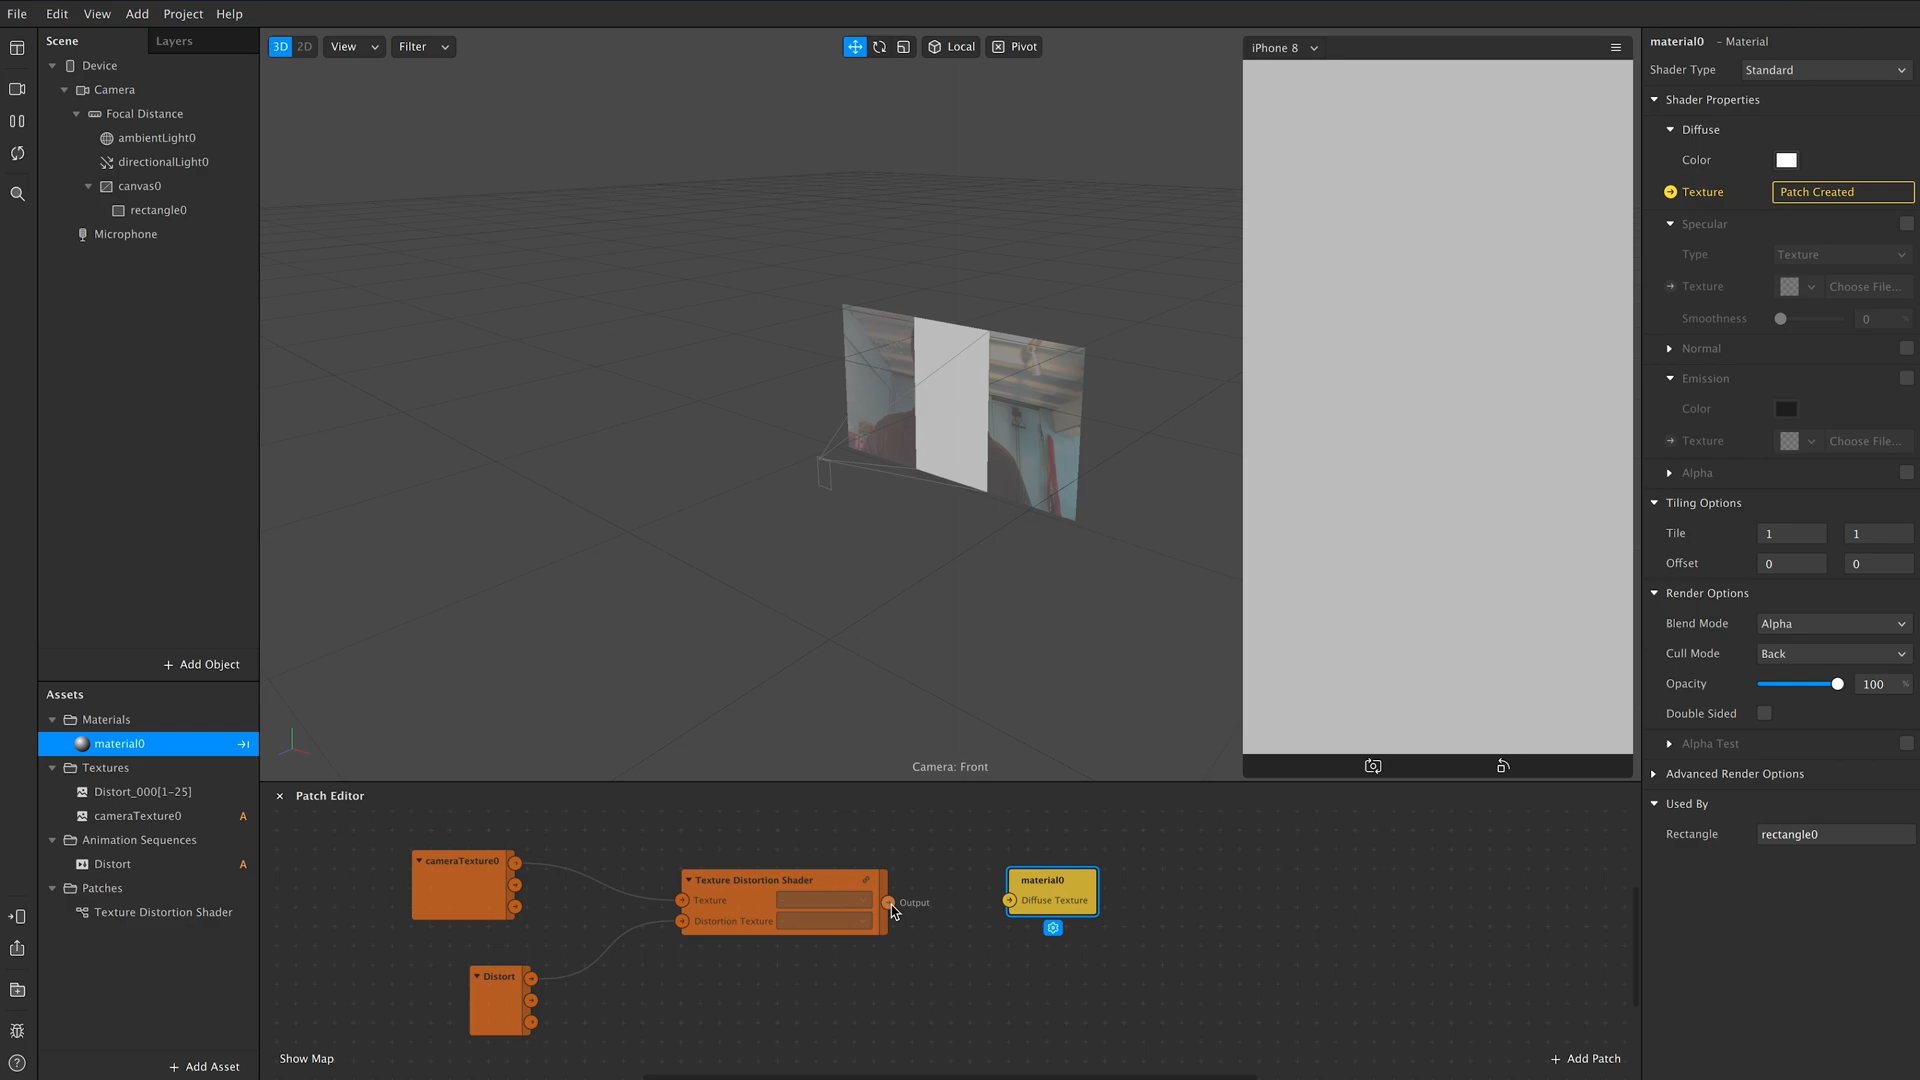 File Edit View Add Project Help
Scene Layers
Device
Camera
Focal Distance
ambientLight0
directionalLight0
canvas0
rectangle0
Microphone
+ Add Object
Assets
Materials
material0
Textures
Distort_000[1-25]
cameraTexture0 A
Animation Sequences
Distort A
Patches
Texture Distortion Shader
+ Add Asset
3D 2D View Filter Local Pivot
Camera: Front
iPhone 8
Patch Editor
cameraTexture0
Texture Distortion Shader
Texture
Distortion Texture
Output
material0
Diffuse Texture
Distort
Show Map
+ Add Patch
material0 – Material
Shader Type Standard
Shader Properties
Diffuse
Color
Texture Patch Created
Specular
Type Texture
Texture Choose File...
Smoothness 0 %
Normal
Emission
Color
Texture Choose File...
Alpha
Tiling Options
Tile 1 1
Offset 0 0
Render Options
Blend Mode Alpha
Cull Mode Back
Opacity 100 %
Double Sided
Alpha Test
Advanced Render Options
Used By
Rectangle rectangle0